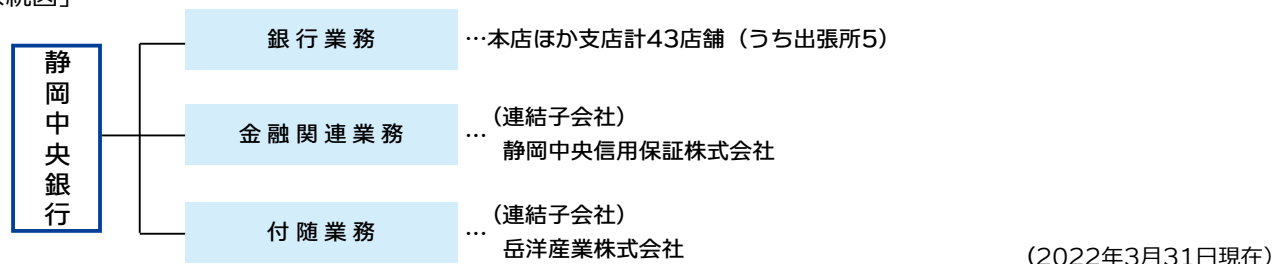 静岡中央銀行
銀行業務 …本店ほか支店計43店舗（うち出張所5）
金融関連業務 …（連結子会社）
静岡中央信用保証株式会社
付随業務 …（連結子会社）
岳洋産業株式会社
（2022年3月31日現在）